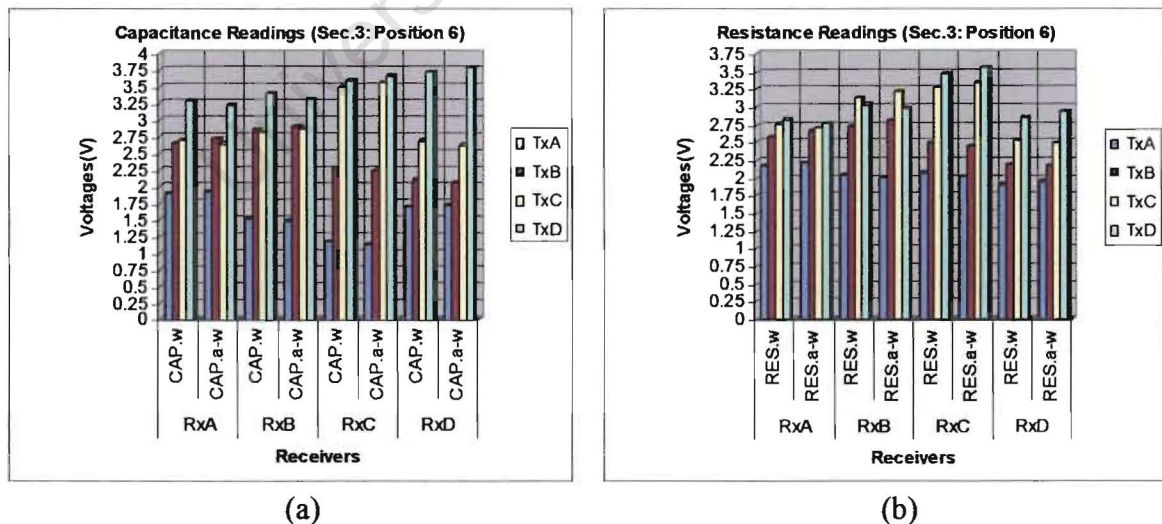 Capacitance Readings (Sec.3: Position 6)
Voltages(V)
4
3.75
3.5
3.25
3
2.75
2.5
2.25
2
1.75
1.5
1.25
1
0.75
0.5
0.25
0
CAP.w
CAP.a-w
CAP.w
CAP.a-w
CAP.w
CAP.a-w
CAP.w
CAP.a-w
RxA
RxB
RxC
RxD
Receivers
TxA
TxB
TxC
TxD
(a)
Resistance Readings (Sec.3: Position 6)
Voltages(V)
3.75
3.5
3.25
3
2.75
2.5
2.25
2
1.75
1.5
1.25
1
0.75
0.5
0.25
0
RES.w
RES.a-w
RES.w
RES.a-w
RES.w
RES.a-w
RES.w
RES.a-w
RxA
RxB
RxC
RxD
Receivers
TxA
TxB
TxC
TxD
(b)